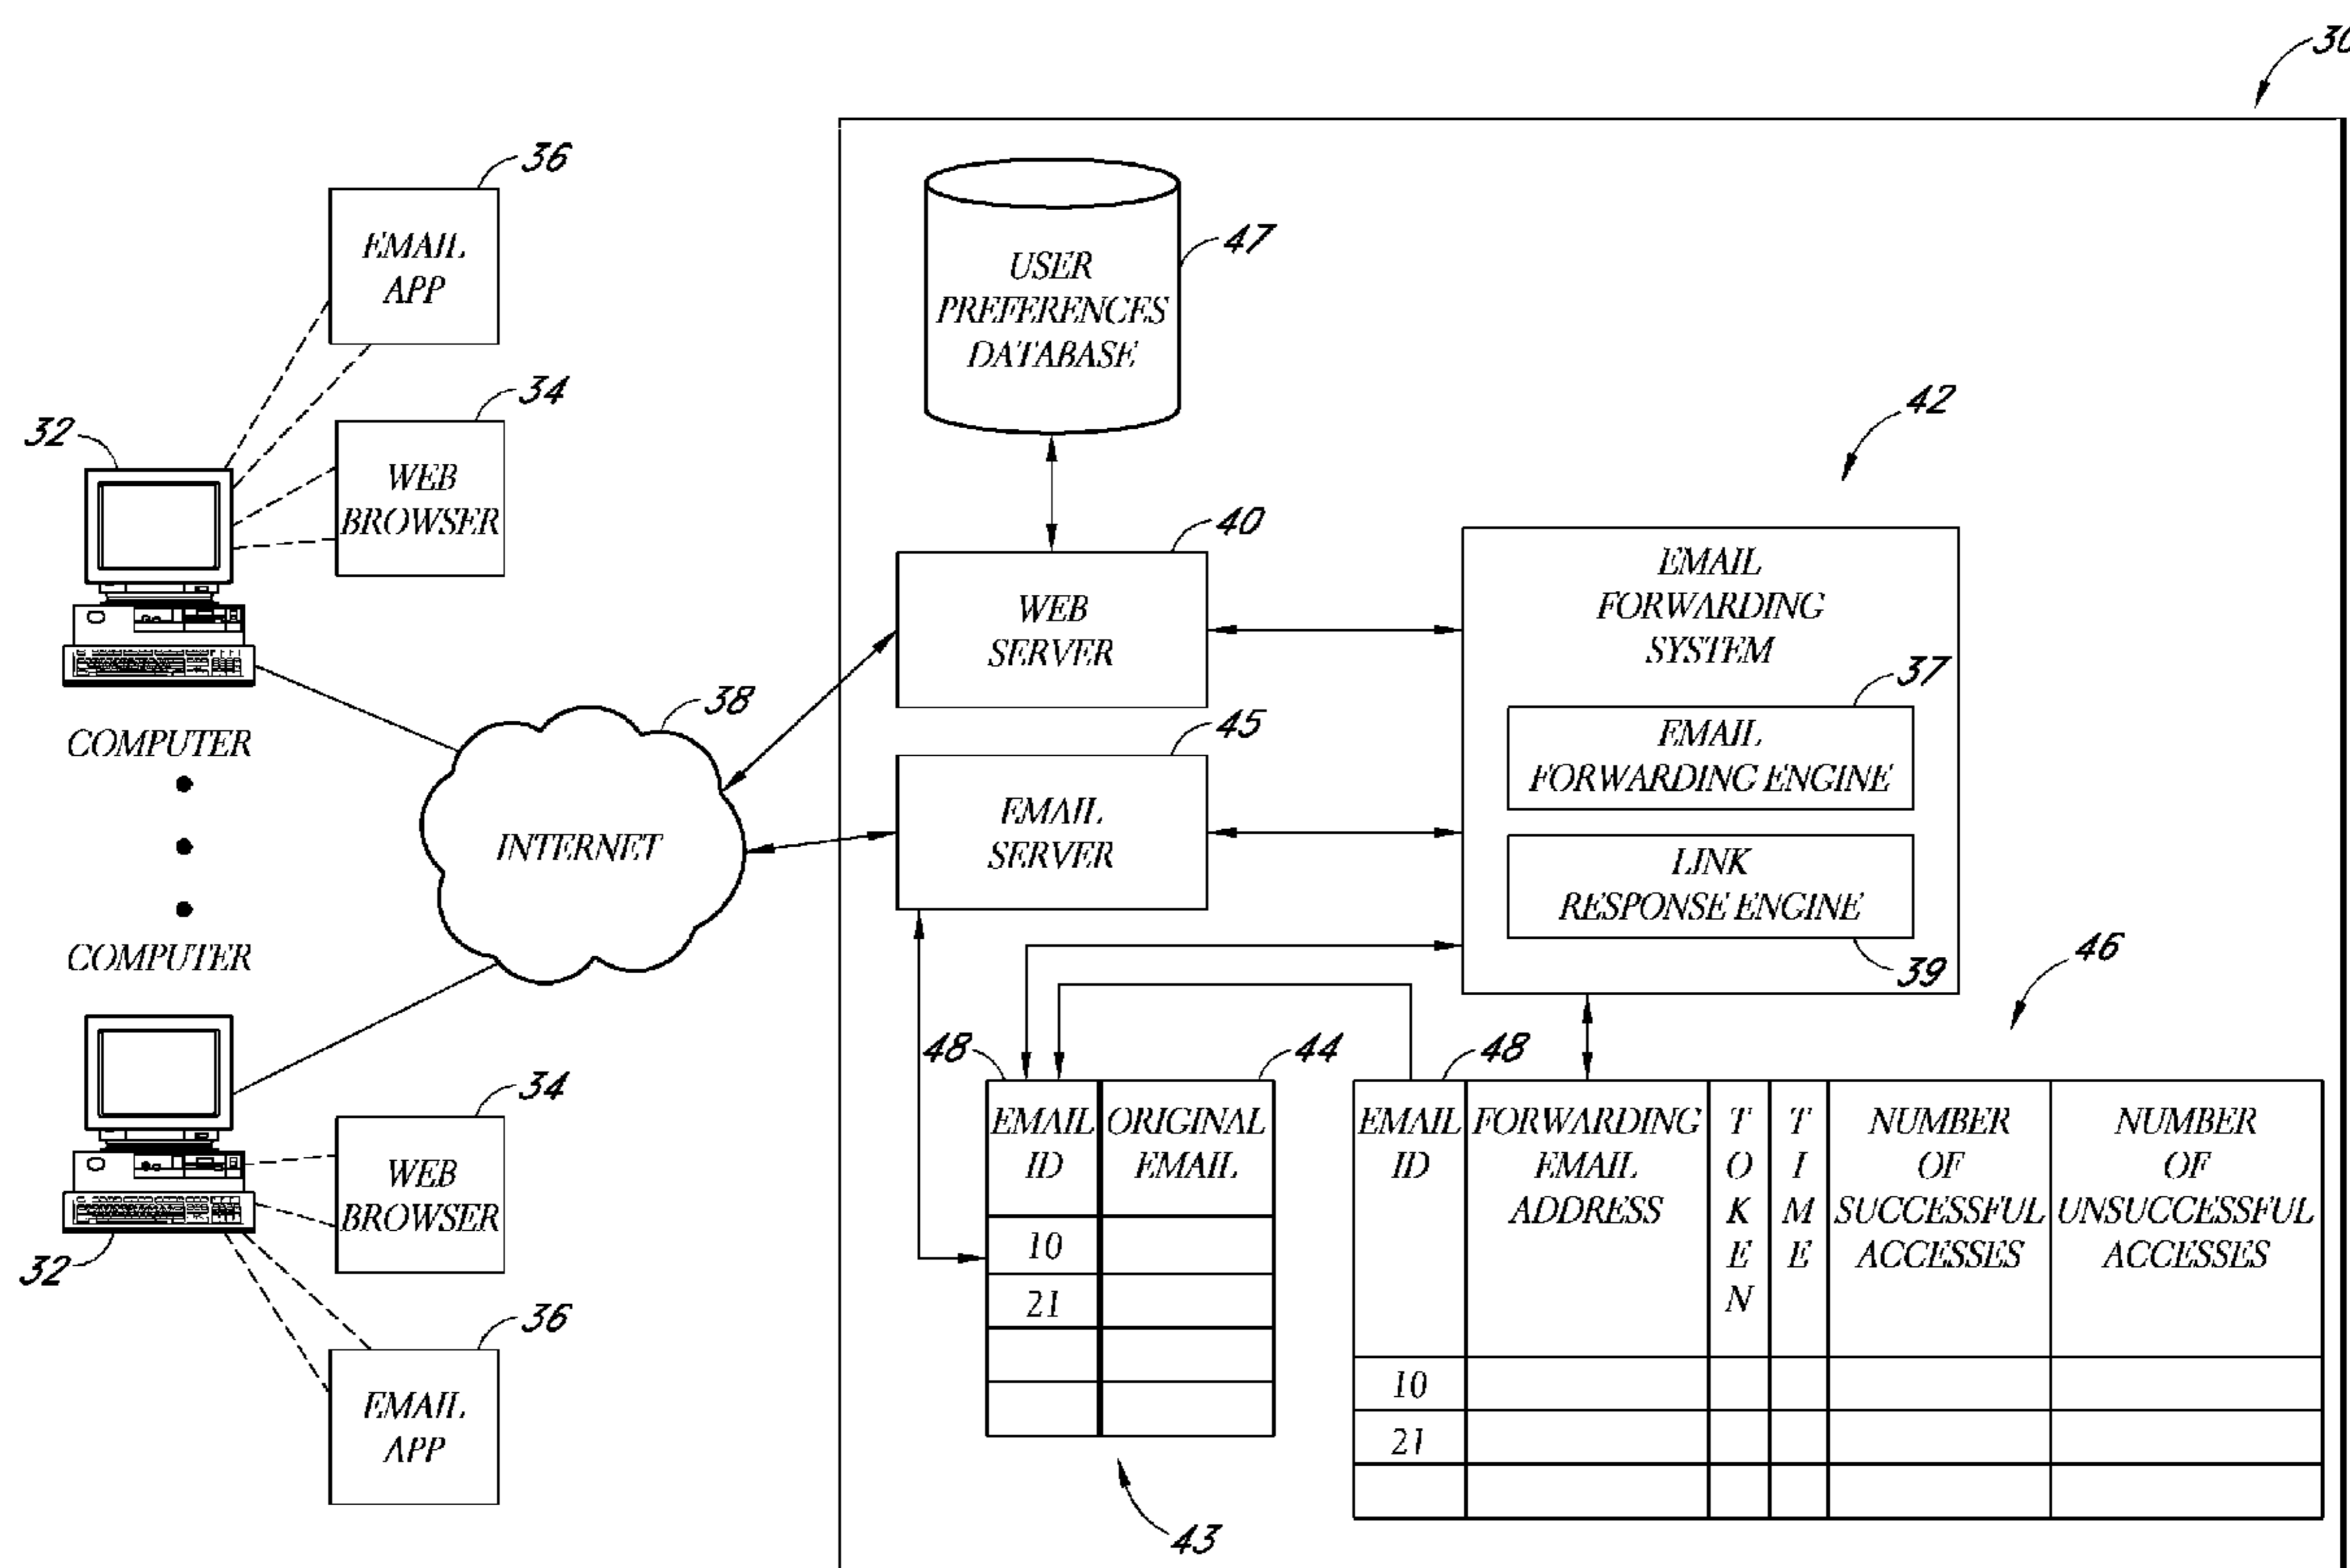 30
36
EMAIL
APP
34
32
WEB
BROWSER
COMPUTER
COMPUTER
38
INTERNET
34
WEB
BROWSER
32
36
EMAIL
APP
47
USER
PREFERENCES
DATABASE
40
WEB
SERVER
45
EMAIL
SERVER
42
EMAIL
FORWARDING
SYSTEM
37
EMAIL
FORWARDING ENGINE
LINK
RESPONSE ENGINE
39
46
48
44
EMAIL
ID
ORIGINAL
EMAIL
10
21
43
48
EMAIL
ID
FORWARDING
EMAIL
ADDRESS
TOKEN
TIME
NUMBER
OF
SUCCESSFUL
ACCESSES
NUMBER
OF
UNSUCCESSFUL
ACCESSES
10
21